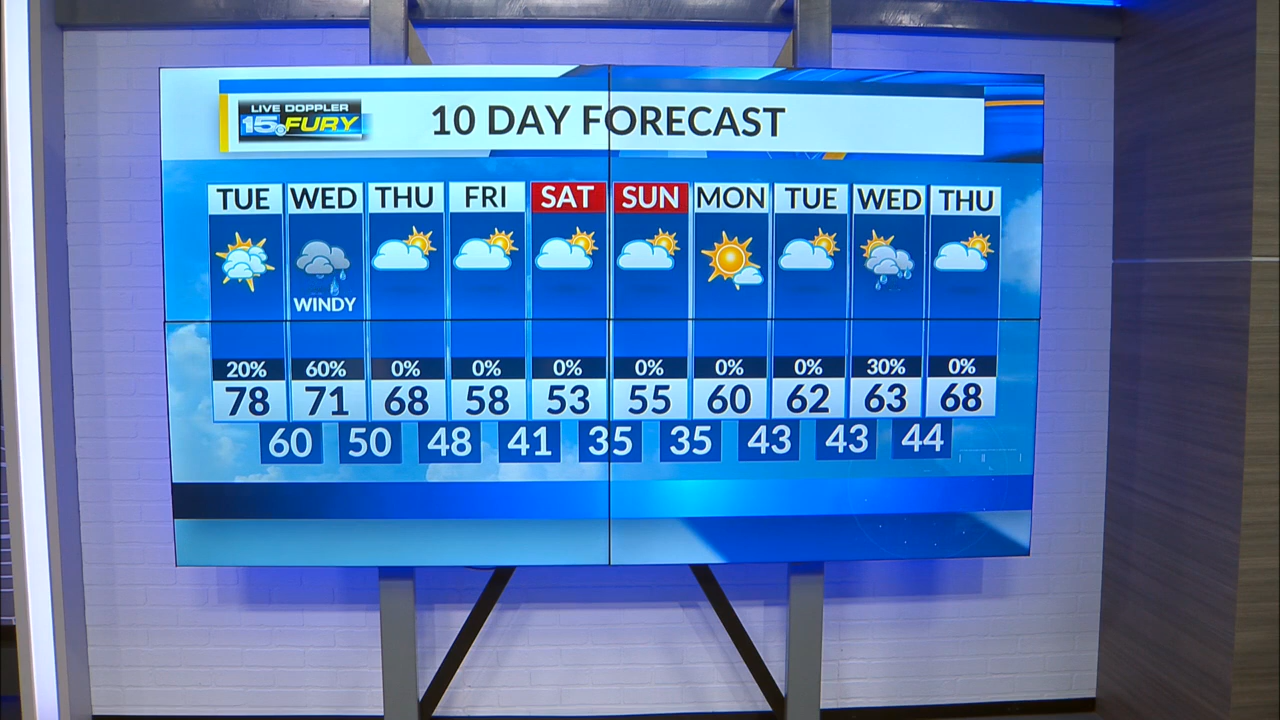 LIVE DOPPLER
15 FURY
10 DAY FORECAST
TUE WED THU FRI SAT SUN MON TUE WED THU
WINDY
20% 60% 0% 0% 0% 0% 0% 0% 30% 0%
78 71 68 58 53 55 60 62 63 68
60 50 48 41 35 35 43 43 44